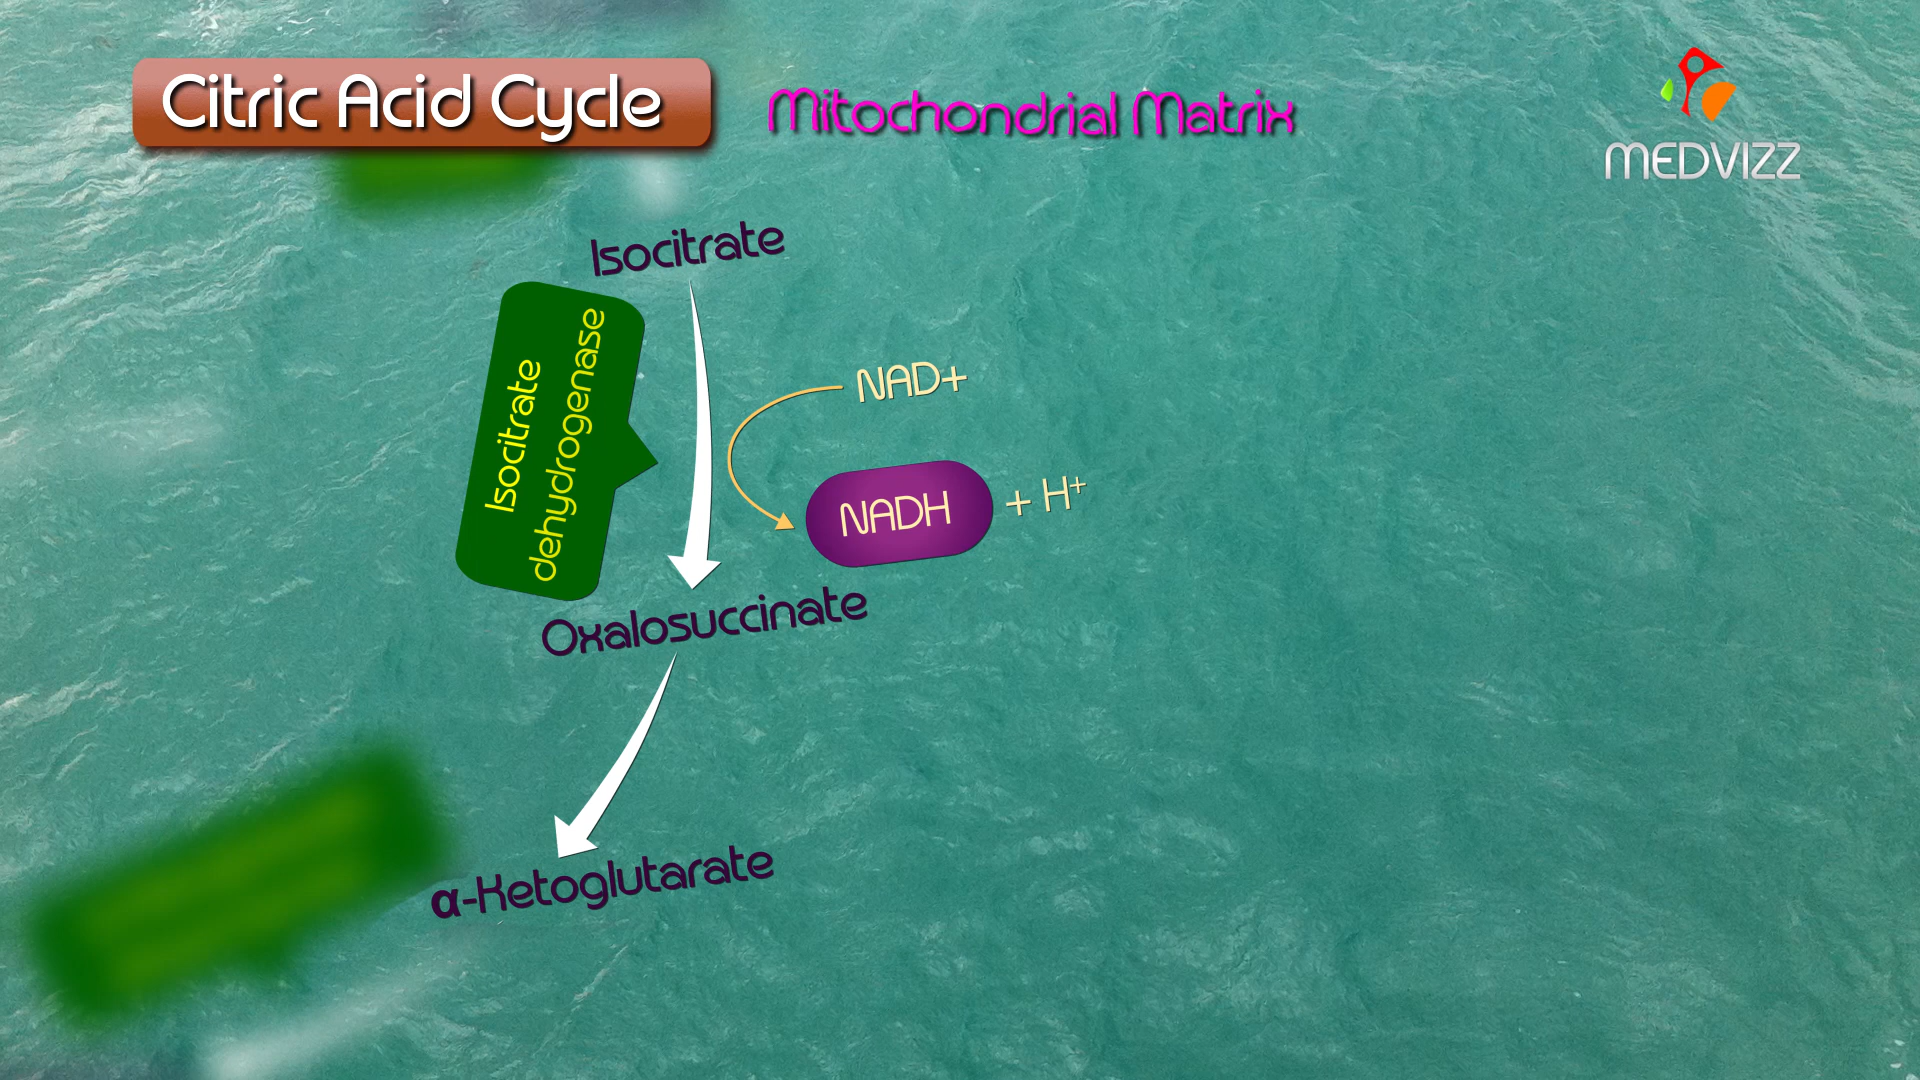 Citric Acid Cycle
Mitochondrial Matrix
MEDVIZZ
Isocitrate
Isocitrate
dehydrogenase
NAD+
NADH + H⁺
Oxalosuccinate
α-Ketoglutarate